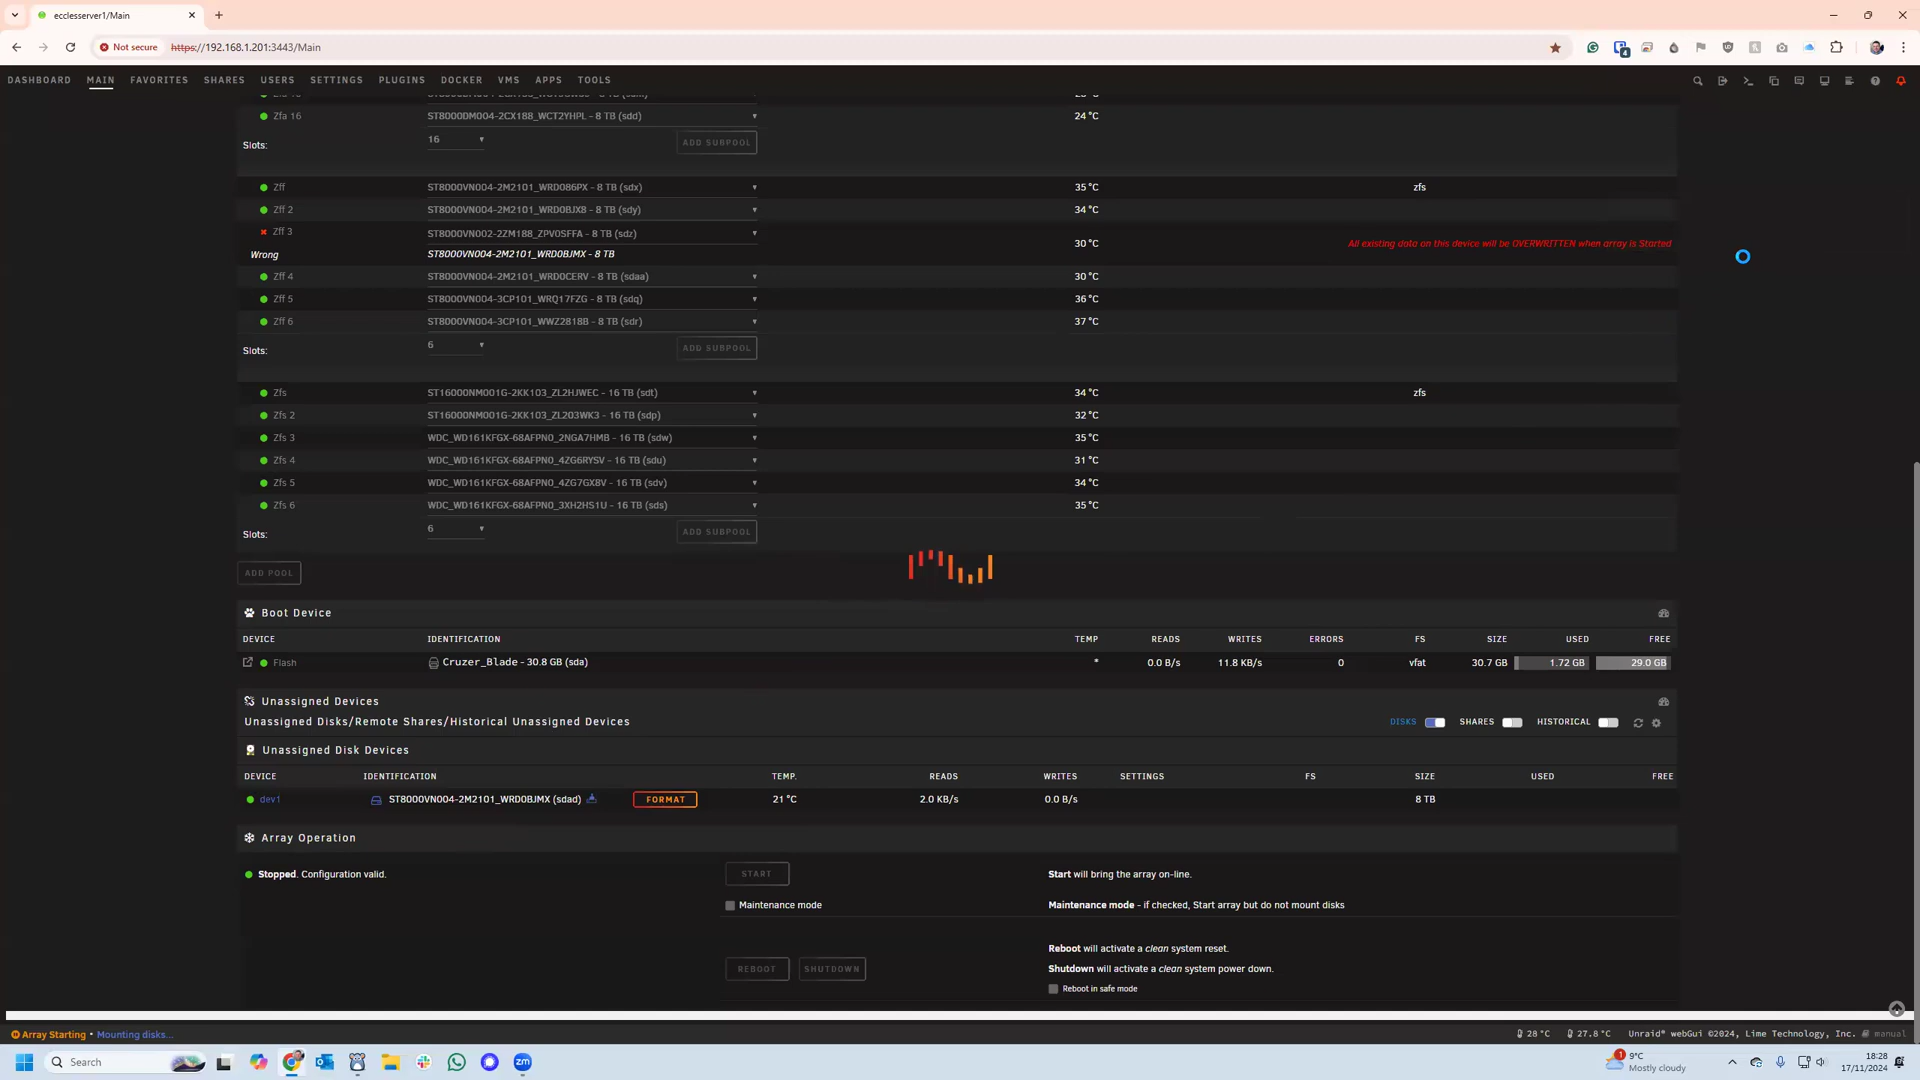 ecclesserver1/Main
Not secure https://192.168.1.201:3443/Main
DASHBOARD MAIN FAVORITES SHARES USERS SETTINGS PLUGINS DOCKER VMS APPS TOOLS
Zfa 16 ST8000DM004-2CX188_WCT2YHPL - 8 TB (sdd) 24 °C
Slots: 16 ADD SUBPOOL
Zff ST8000VN004-2M2101_WRD086PX - 8 TB (sdx) 35 °C zfs
Zff 2 ST8000VN004-2M2101_WRD0BJX8 - 8 TB (sdy) 34 °C
Zff 3 ST8000VN002-2ZM188_ZPV0SFFA - 8 TB (sdz) 30 °C All existing data on this device will be OVERWRITTEN when array is Started
Wrong ST8000VN004-2M2101_WRD0BJMX - 8 TB
Zff 4 ST8000VN004-2M2101_WRD0CERV - 8 TB (sdaa) 30 °C
Zff 5 ST8000VN004-3CP101_WRQ17FZG - 8 TB (sdq) 36 °C
Zff 6 ST8000VN004-3CP101_WWZ2818B - 8 TB (sdr) 37 °C
Slots: 6 ADD SUBPOOL
Zfs ST16000NM001G-2KK103_ZL2HJWEC - 16 TB (sdt) 34 °C zfs
Zfs 2 ST16000NM001G-2KK103_ZL203WK3 - 16 TB (sdp) 32 °C
Zfs 3 WDC_WD161KFGX-68AFPN0_2NGA7HMB - 16 TB (sdw) 35 °C
Zfs 4 WDC_WD161KFGX-68AFPN0_4ZG6RYSV - 16 TB (sdu) 31 °C
Zfs 5 WDC_WD161KFGX-68AFPN0_4ZG7GX8V - 16 TB (sdv) 34 °C
Zfs 6 WDC_WD161KFGX-68AFPN0_3XH2HS1U - 16 TB (sds) 35 °C
Slots: 6 ADD SUBPOOL
ADD POOL
Boot Device
DEVICE IDENTIFICATION TEMP READS WRITES ERRORS FS SIZE USED FREE
Flash Cruzer_Blade - 30.8 GB (sda) * 0.0 B/s 11.8 KB/s 0 vfat 30.7 GB 1.72 GB 29.0 GB
Unassigned Devices
Unassigned Disks/Remote Shares/Historical Unassigned Devices DISKS SHARES HISTORICAL
Unassigned Disk Devices
DEVICE IDENTIFICATION TEMP. READS WRITES SETTINGS FS SIZE USED FREE
dev1 ST8000VN004-2M2101_WRD0BJMX (sdad) FORMAT 21 °C 2.0 KB/s 0.0 B/s 8 TB
Array Operation
Stopped. Configuration valid. START Start will bring the array on-line.
Maintenance mode Maintenance mode - if checked, Start array but do not mount disks
Reboot will activate a clean system reset.
REBOOT SHUTDOWN Shutdown will activate a clean system power down.
Reboot in safe mode
Array Starting • Mounting disks... 28 °C 27.8 °C Unraid® webGui ©2024, Lime Technology, Inc. manual
Search 1 9°C 18:28
Mostly cloudy 17/11/2024